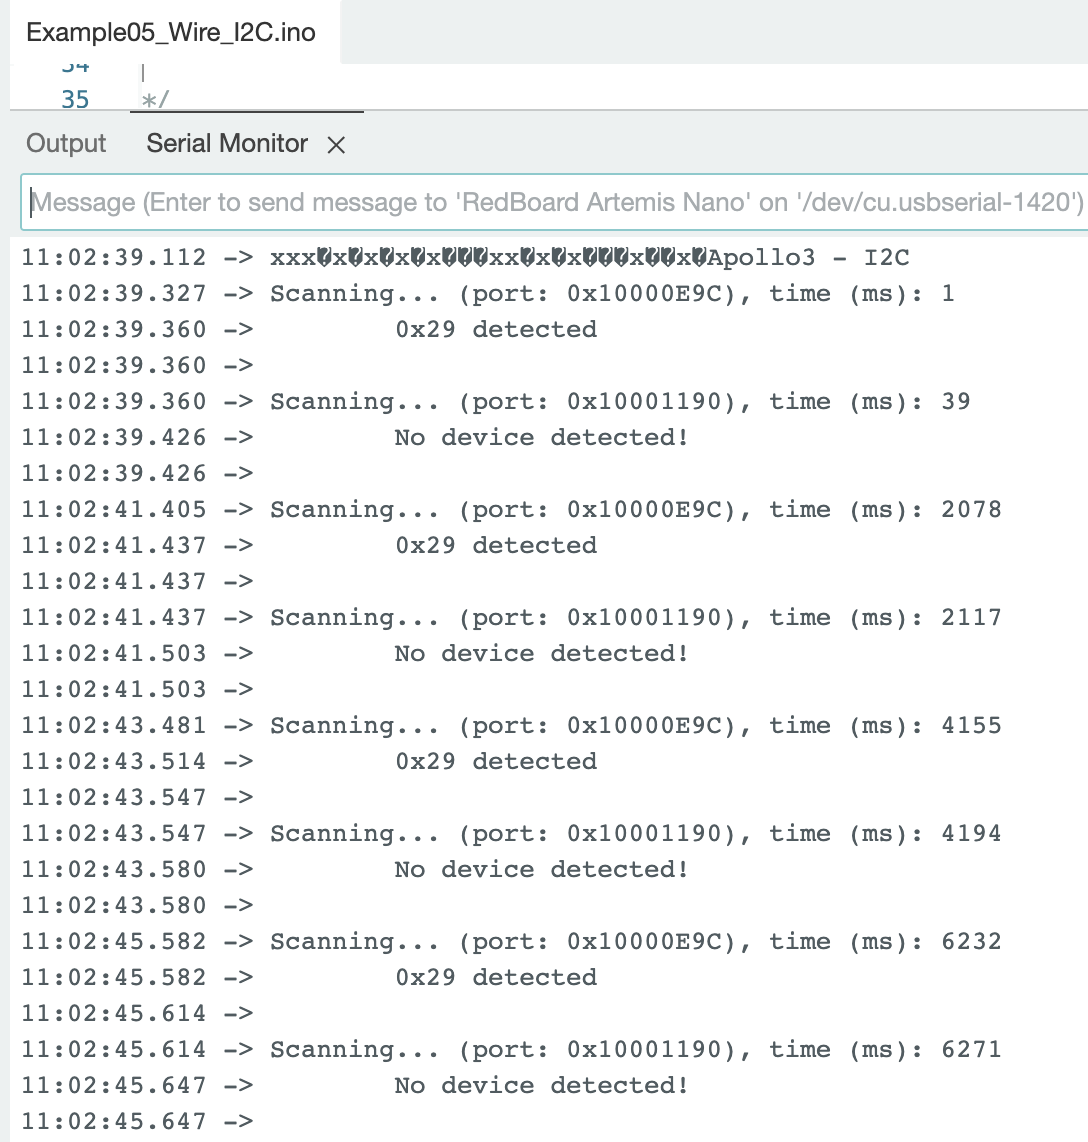 Example05_Wire_I2C.ino
34
35 */
Output Serial Monitor
Message (Enter to send message to 'RedBoard Artemis Nano' on '/dev/cu.usbserial-1420')
11:02:39.112 -> xxx�x�x�x�x���xx�x�x���x��x�Apollo3 - I2C
11:02:39.327 -> Scanning... (port: 0x10000E9C), time (ms): 1
11:02:39.360 -> 0x29 detected
11:02:39.360 ->
11:02:39.360 -> Scanning... (port: 0x10001190), time (ms): 39
11:02:39.426 -> No device detected!
11:02:39.426 ->
11:02:41.405 -> Scanning... (port: 0x10000E9C), time (ms): 2078
11:02:41.437 -> 0x29 detected
11:02:41.437 ->
11:02:41.437 -> Scanning... (port: 0x10001190), time (ms): 2117
11:02:41.503 -> No device detected!
11:02:41.503 ->
11:02:43.481 -> Scanning... (port: 0x10000E9C), time (ms): 4155
11:02:43.514 -> 0x29 detected
11:02:43.547 ->
11:02:43.547 -> Scanning... (port: 0x10001190), time (ms): 4194
11:02:43.580 -> No device detected!
11:02:43.580 ->
11:02:45.582 -> Scanning... (port: 0x10000E9C), time (ms): 6232
11:02:45.582 -> 0x29 detected
11:02:45.614 ->
11:02:45.614 -> Scanning... (port: 0x10001190), time (ms): 6271
11:02:45.647 -> No device detected!
11:02:45.647 ->